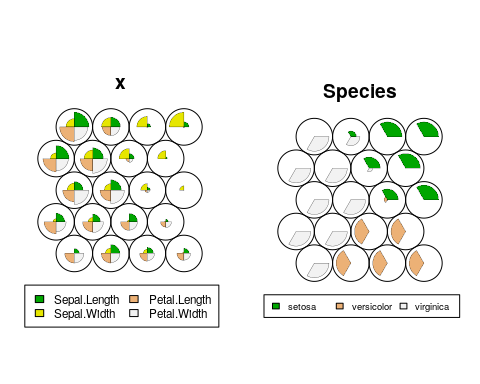 x
Species
Sepal.Length Petal.Length
Sepal.Width Petal.Width
setosa versicolor virginica